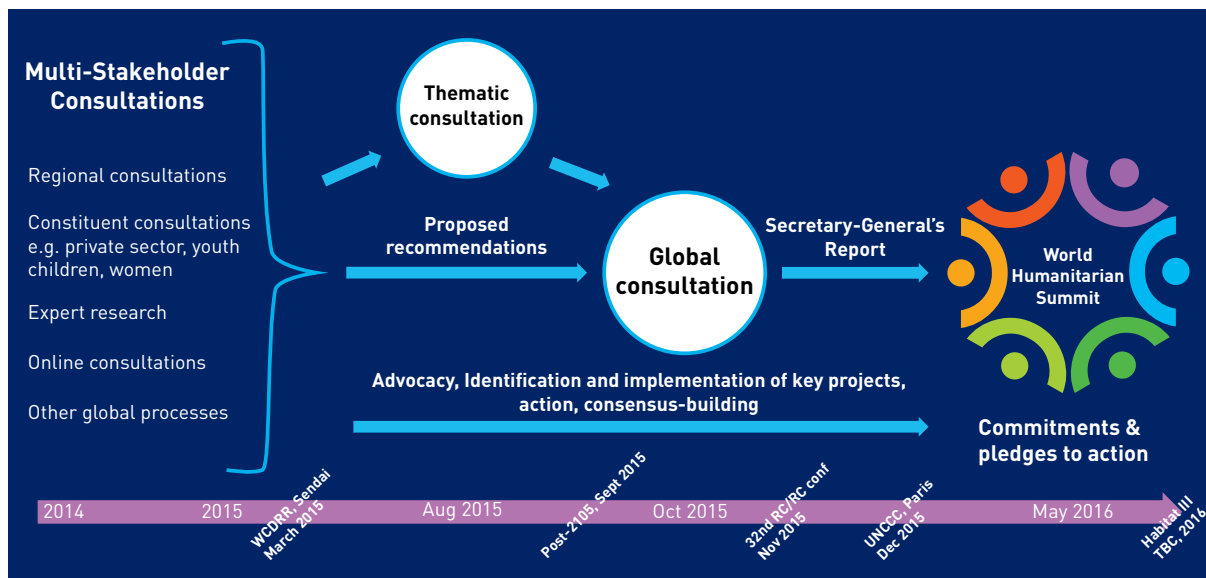 Multi-Stakeholder
Consultations
Regional consultations
Constituent consultations
e.g. private sector, youth
children, women
Expert research
Online consultations
Other global processes
Thematic
consultation
Proposed
recommendations
Global
consultation
Secretary-General's
Report
World
Humanitarian
Summit
Advocacy, Identification and implementation of key projects,
action, consensus-building
Commitments &
pledges to action
2014
2015
WCDRR, Sendai
March 2015
Aug 2015
Post-2105, Sept 2015
Oct 2015
32nd RC/RC conf
Nov 2015
UNCCC, Paris
Dec 2015
May 2016
Habitat III
TBC, 2016